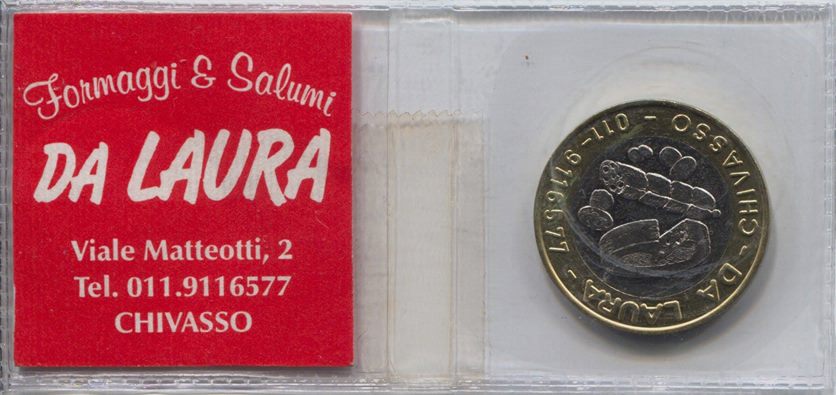 Formaggi & Salumi
DA LAURA
Viale Matteotti, 2
Tel. 011.9116577
CHIVASSO
DA LAURA - CHIVASSO - 011-9116577 -